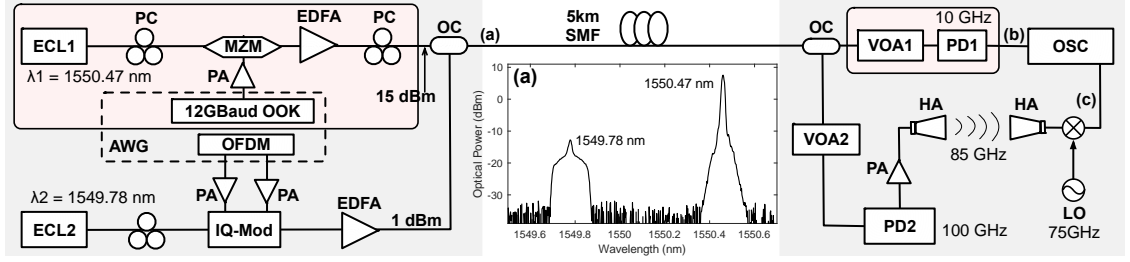 PC
EDFA
PC
OC
(a)
5km
SMF
OC
10 GHz
ECL1
MZM
VOA1
PD1
(b)
OSC
λ1 = 1550.47 nm
PA
15 dBm
12GBaud OOK
AWG
OFDM
PA
PA
λ2 = 1549.78 nm
ECL2
IQ-Mod
EDFA
1 dBm
(a)
1550.47 nm
1549.78 nm
Optical Power (dBm)
10
0
-10
-20
-30
1549.6 1549.8 1550 1550.2 1550.4 1550.6
Wavelength (nm)
HA
HA
(c)
VOA2
PA
85 GHz
PD2
100 GHz
LO
75GHz